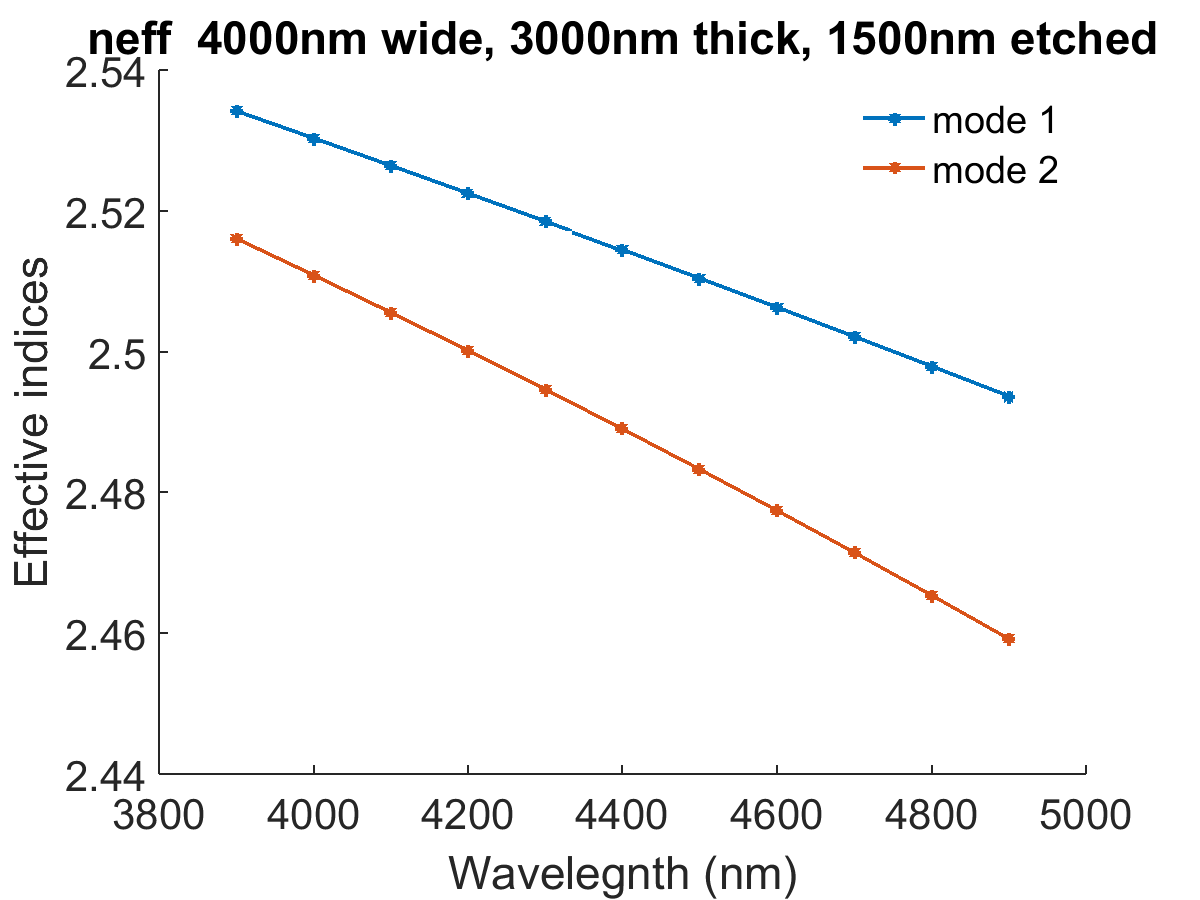 neff  4000nm wide, 3000nm thick, 1500nm etched
2.54
2.52
2.5
2.48
2.46
2.44
Effective indices
mode 1
mode 2
3800 4000 4200 4400 4600 4800 5000
Wavelegnth (nm)